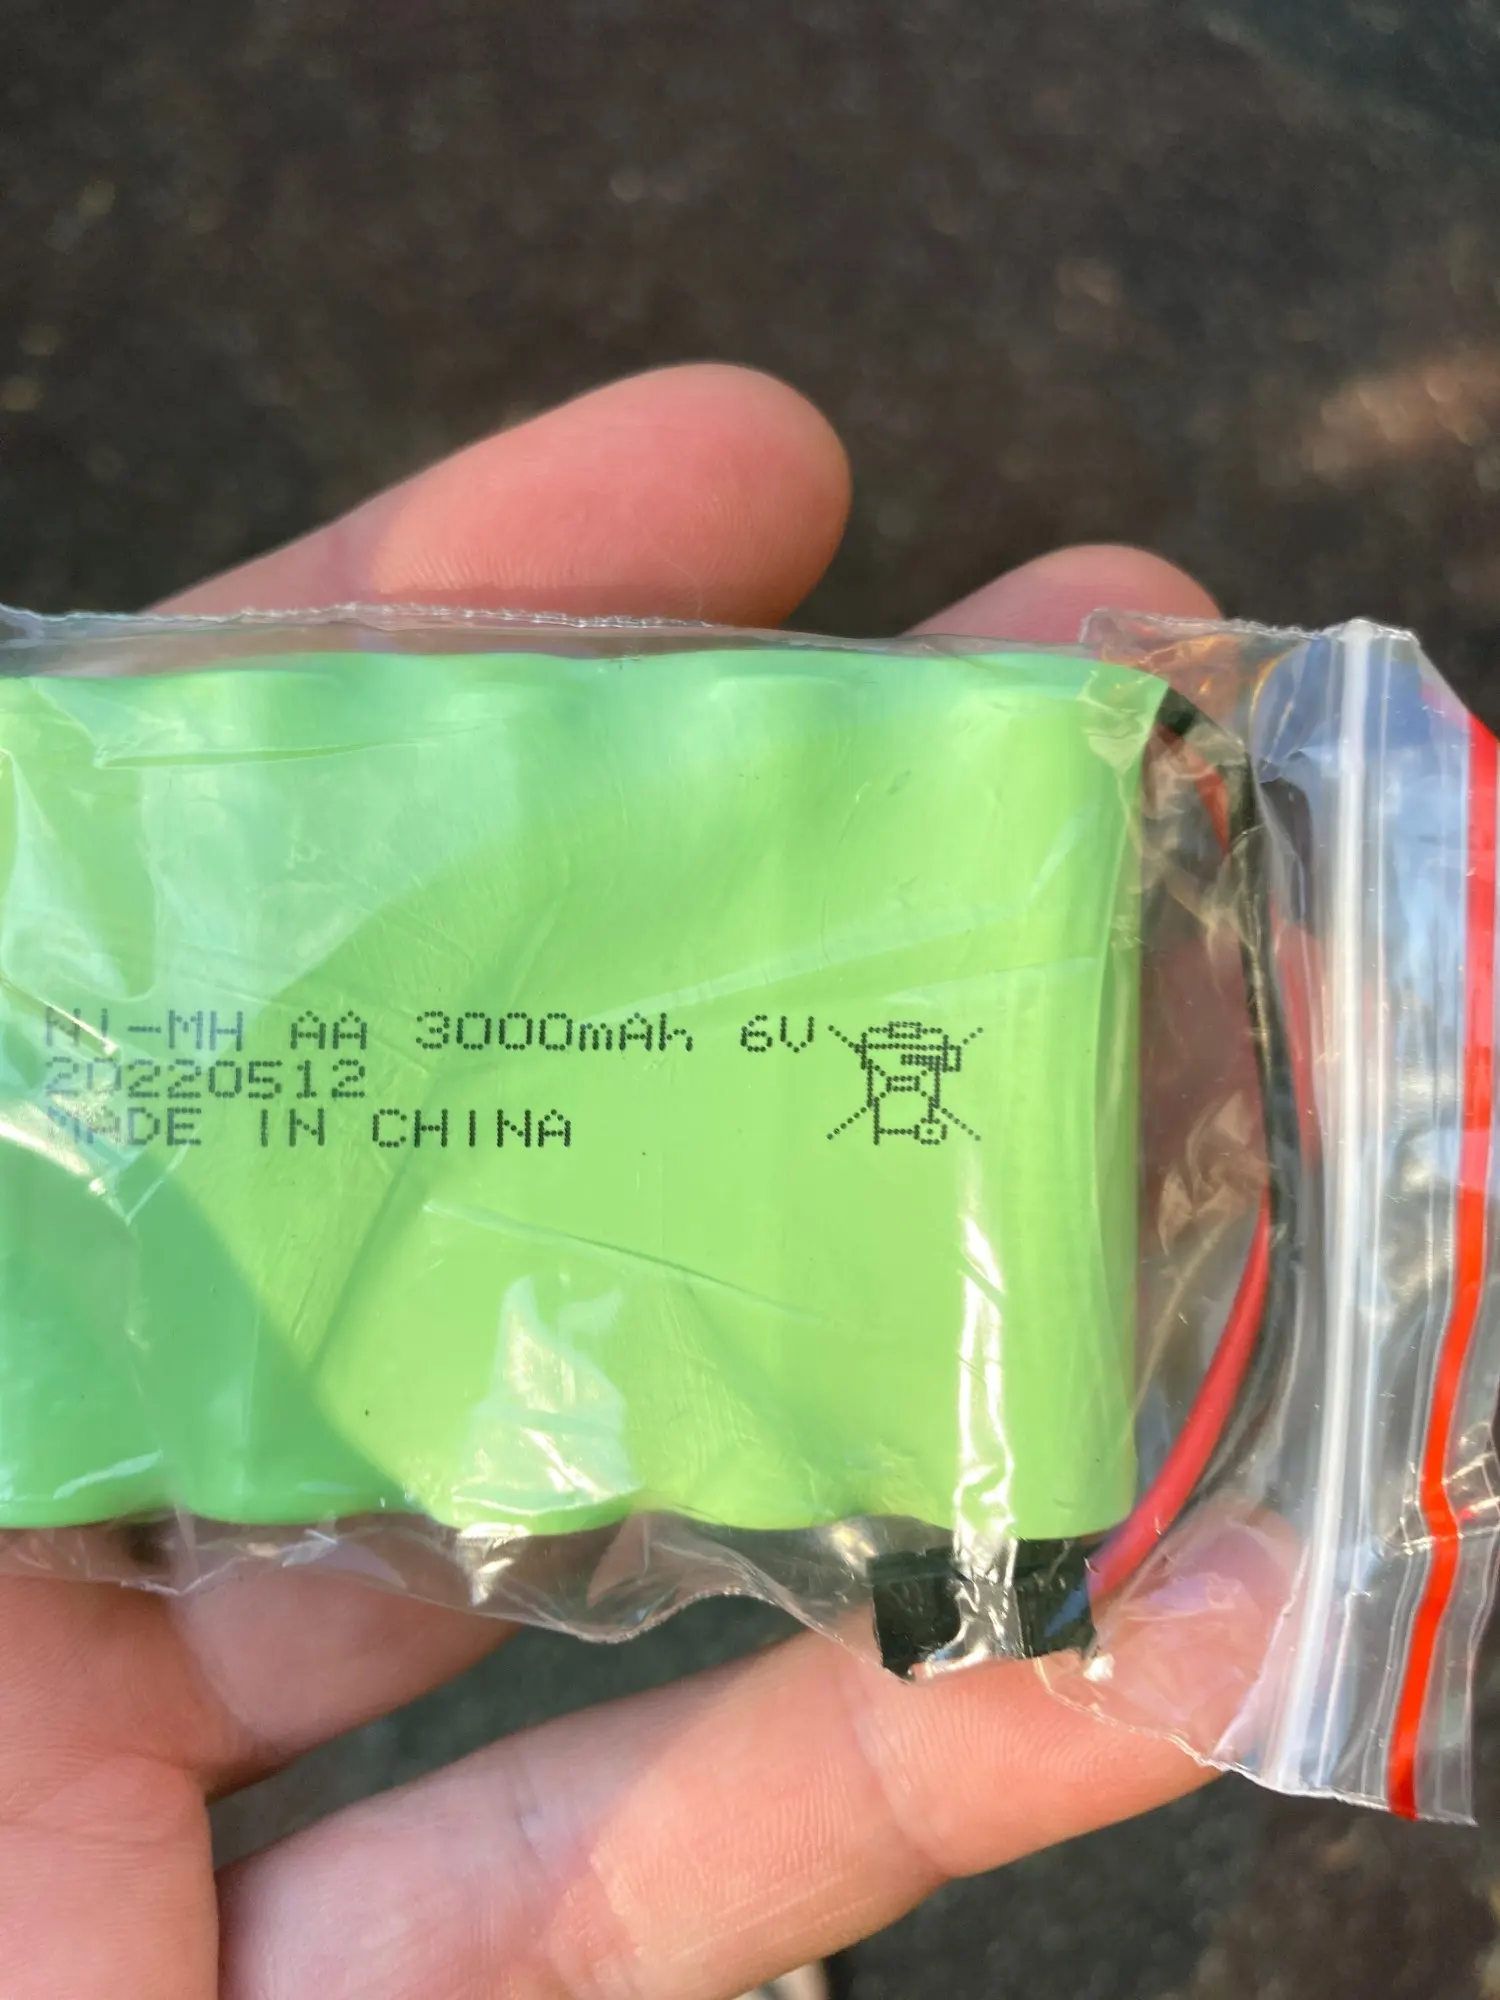 Ni-MH AA 3000mAh 6V
20220512
MADE IN CHINA